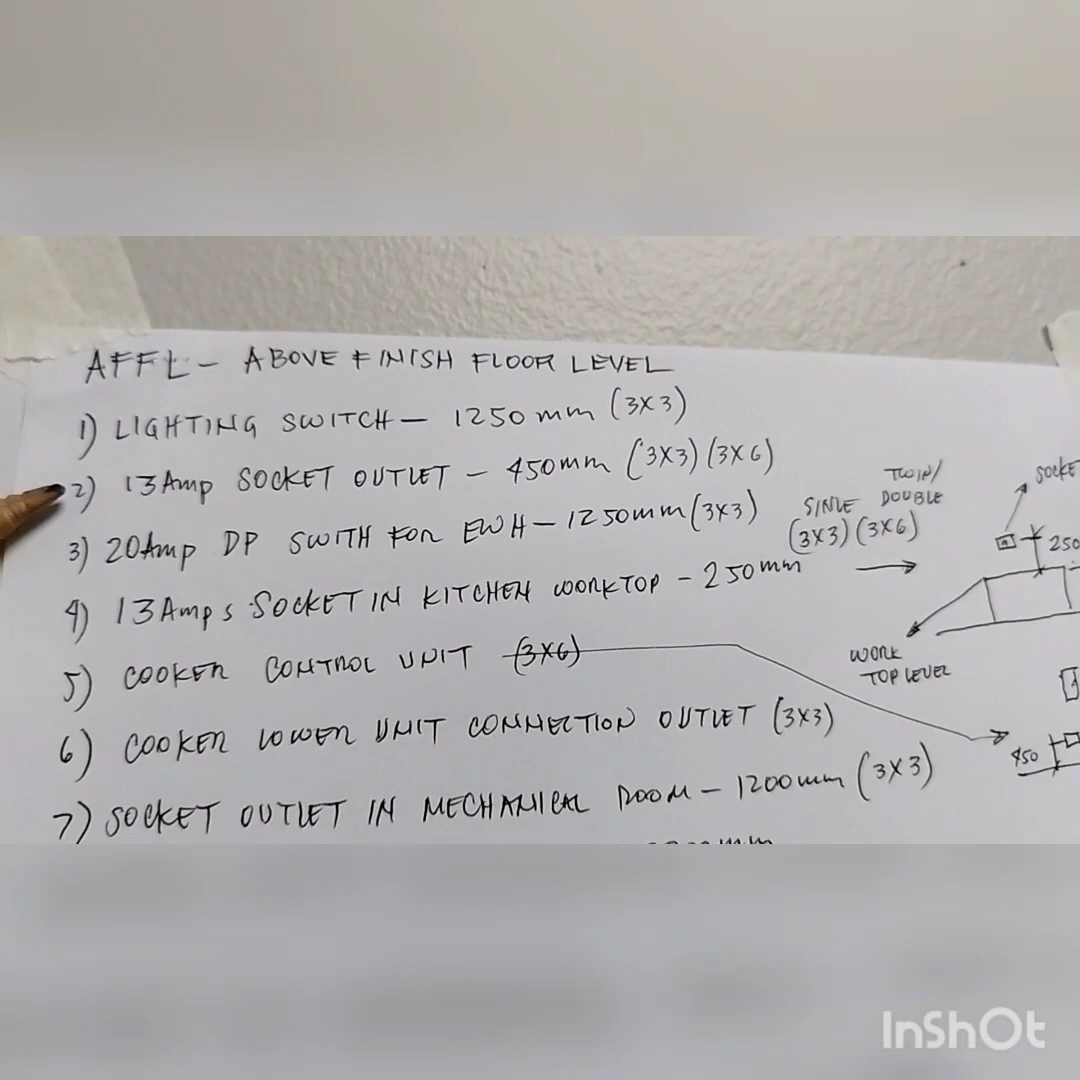 AFFL - ABOVE FINISH FLOOR LEVEL
1) LIGHTING SWITCH - 1250mm (3X3)
2) 13Amp SOCKET OUTLET - 450mm (3X3) (3X6)
3) 20Amp DP SWITH FOR EWH - 1250mm (3X3)
4) 13Amps SOCKET IN KITCHEN WORKTOP - 250mm
SINLE
(3X3)
TWIN/
DOUBLE
(3X6)
SOCKET
250
WORK
TOP LEVEL
5) COOKER CONTROL UNIT (3X6)
6) COOKER LOWER UNIT CONNECTION OUTLET (3X3)
450
7) SOCKET OUTLET IN MECHANICAL ROOM - 1200mm (3X3)
InShOt